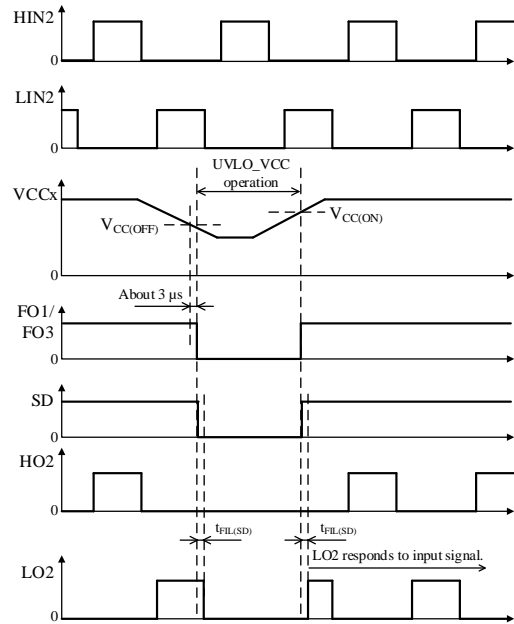 HIN2
0
LIN2
0
UVLO_VCC
operation
VCCx
VCC(OFF)
VCC(ON)
0
About 3 µs
FO1/
FO3
0
SD
0
HO2
0
tFIL(SD)
tFIL(SD)
LO2 responds to input signal.
LO2
0